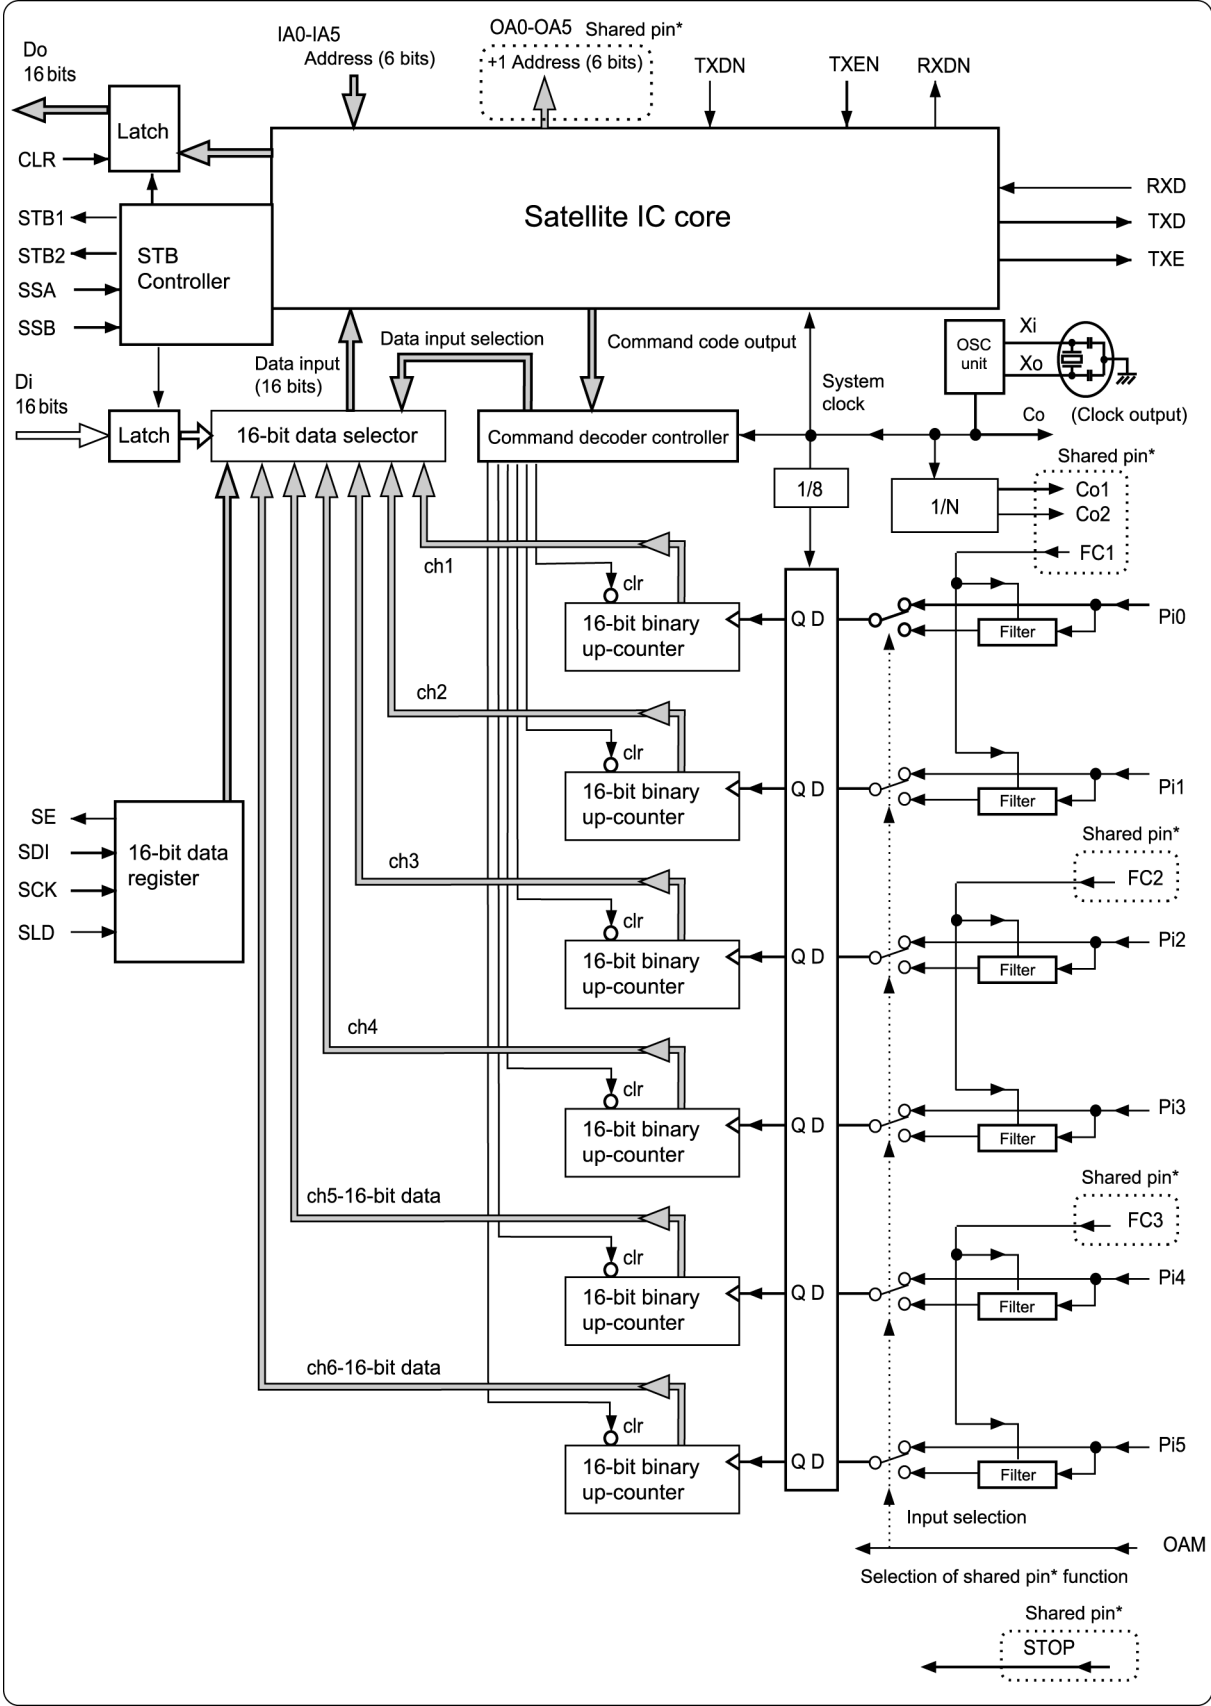 IA0-IA5
Address (6 bits)
OA0-OA5 Shared pin*
+1 Address (6 bits)
TXDN
TXEN
RXDN
Do
16 bits
Latch
CLR
Satellite IC core
RXD
TXD
TXE
STB1
STB2
SSA
SSB
STB
Controller
Data input
(16 bits)
Data input selection
Command code output
System
clock
OSC
unit
Xi
Xo
Co
(Clock output)
Di
16 bits
Latch
16-bit data selector
Command decoder controller
1/8
1/N
Shared pin*
Co1
Co2
FC1
ch1
clr
16-bit binary
up-counter
Q D
Filter
Pi0
ch2
clr
16-bit binary
up-counter
Q D
Filter
Pi1
SE
SDI
SCK
SLD
16-bit data
register
Shared pin*
FC2
ch3
clr
16-bit binary
up-counter
Q D
Filter
Pi2
ch4
clr
16-bit binary
up-counter
Q D
Filter
Pi3
Shared pin*
FC3
ch5-16-bit data
clr
16-bit binary
up-counter
Q D
Filter
Pi4
ch6-16-bit data
clr
16-bit binary
up-counter
Q D
Filter
Pi5
Input selection
OAM
Selection of shared pin* function
Shared pin*
STOP